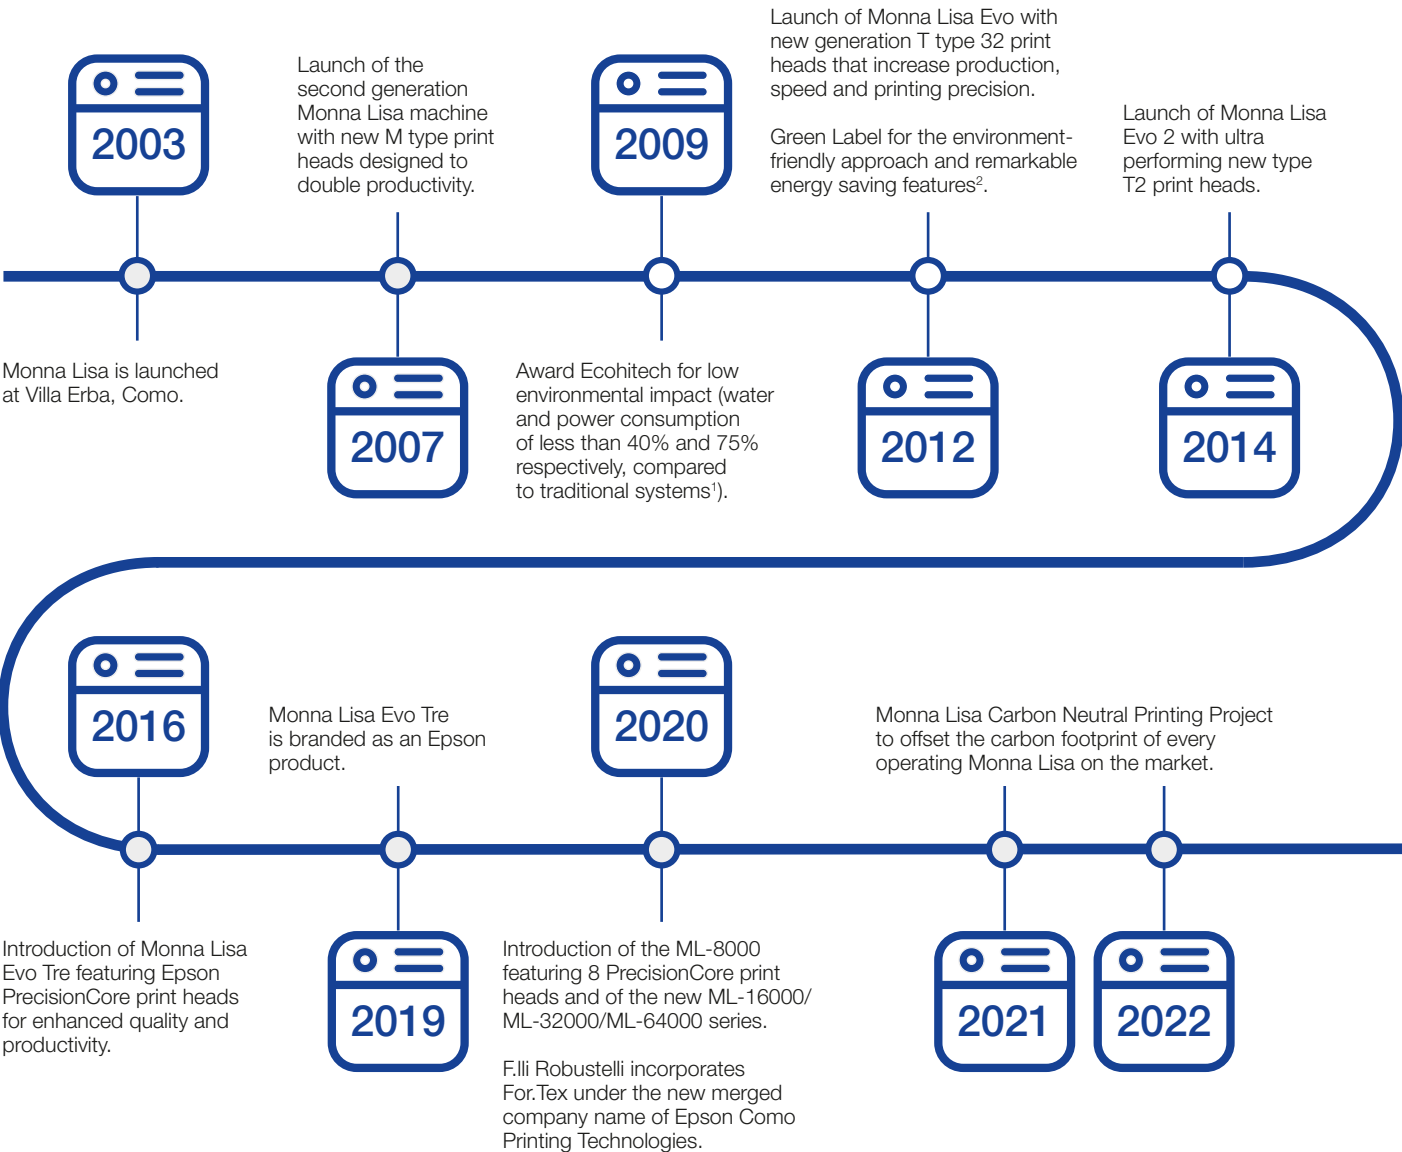 2003
Monna Lisa is launched
at Villa Erba, Como.
Launch of the
second generation
Monna Lisa machine
with new M type print
heads designed to
double productivity.
2007
2009
Award Ecohitech for low
environmental impact (water
and power consumption
of less than 40% and 75%
respectively, compared
to traditional systems¹).
Launch of Monna Lisa Evo with
new generation T type 32 print
heads that increase production,
speed and printing precision.
Green Label for the environment-
friendly approach and remarkable
energy saving features².
2012
Launch of Monna Lisa
Evo 2 with ultra
performing new type
T2 print heads.
2014
2016
Introduction of Monna Lisa
Evo Tre featuring Epson
PrecisionCore print heads
for enhanced quality and
productivity.
Monna Lisa Evo Tre
is branded as an Epson
product.
2019
2020
Introduction of the ML-8000
featuring 8 PrecisionCore print
heads and of the new ML-16000/
ML-32000/ML-64000 series.
F.lli Robustelli incorporates
For.Tex under the new merged
company name of Epson Como
Printing Technologies.
Monna Lisa Carbon Neutral Printing Project
to offset the carbon footprint of every
operating Monna Lisa on the market.
2021
2022